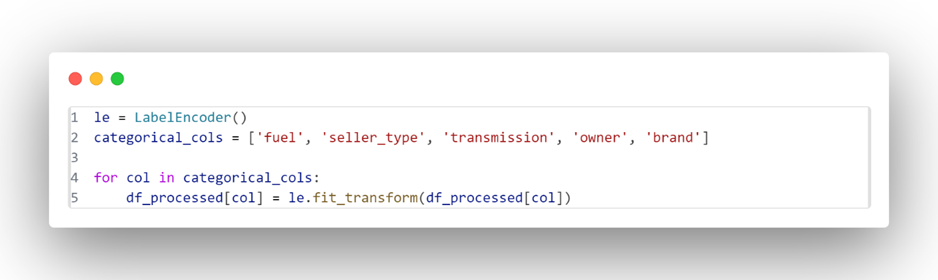 1 le = LabelEncoder()
2 categorical_cols = ['fuel', 'seller_type', 'transmission', 'owner', 'brand']
3
4 for col in categorical_cols:
5     df_processed[col] = le.fit_transform(df_processed[col])